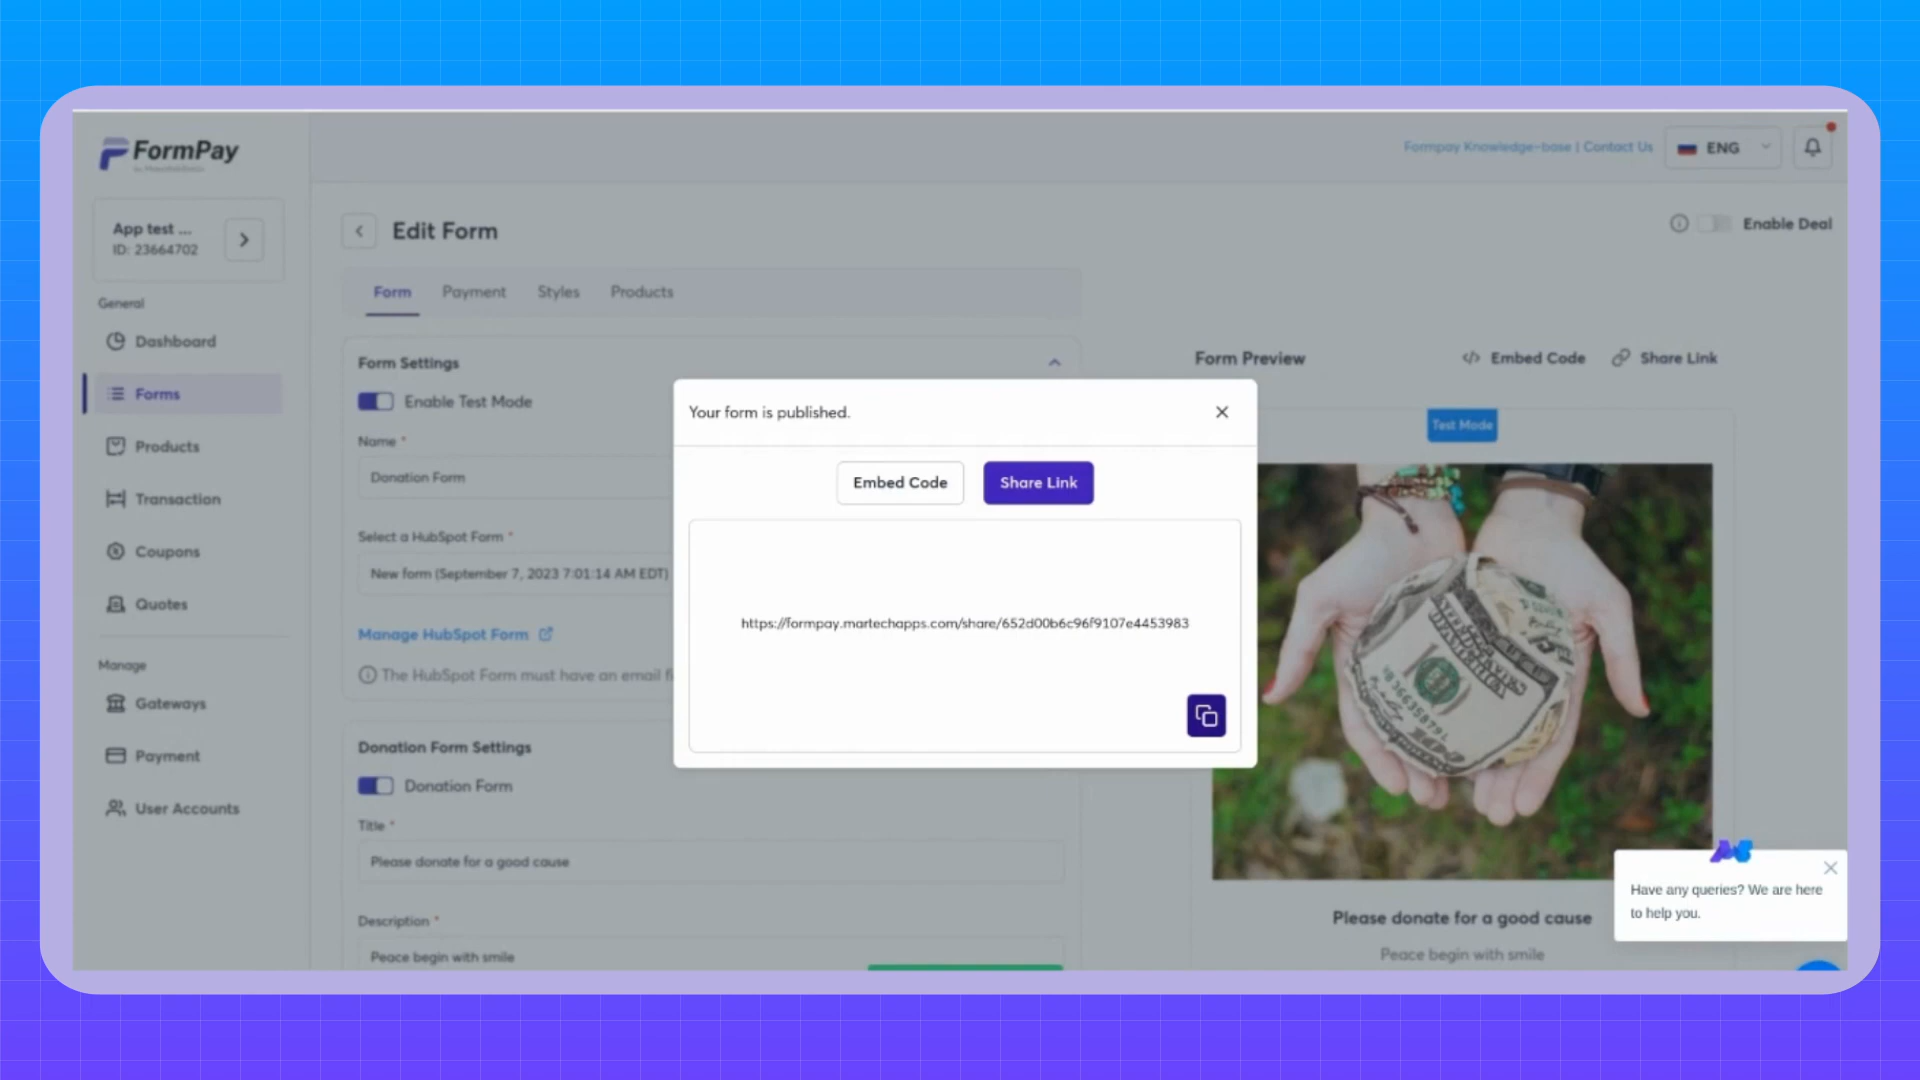 FormPay
Formpay Knowledge-base | Contact Us
ENG
App test ...
ID: 23664702
General
Dashboard
Forms
Products
Transaction
Coupons
Quotes
Manage
Gateways
Payment
User Accounts
Edit Form
Enable Deal
Form
Payment
Styles
Products
Form Settings
Enable Test Mode
Name *
Donation Form
Select a HubSpot Form *
New form (September 7, 2023 7:01:14 AM EDT)
Manage HubSpot Form
The HubSpot Form must have an email
Donation Form Settings
Donation Form
Title *
Please donate for a good cause
Description *
Peace begin with smile
Your form is published.
Embed Code
Share Link
https://formpay.martechapps.com/share/652d00b6c96f9107e4453983
Form Preview
Embed Code
Share Link
Test Mode
100
Please donate for a good cause
Peace begin with smile
Have any queries? We are here
to help you.